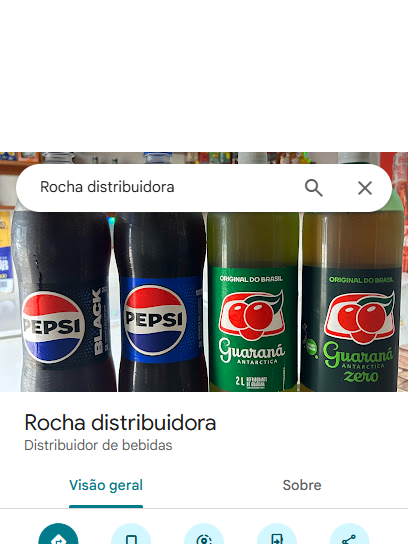 Rocha distribuidora
PEPSI
BLACK
PEPSI
ORIGINAL DO BRASIL
Guaraná
ANTARCTICA
2L
ORIGINAL DO BRASIL
Guaraná
ANTARCTICA
zero
Rocha distribuidora
Distribuidor de bebidas
Visão geral
Sobre